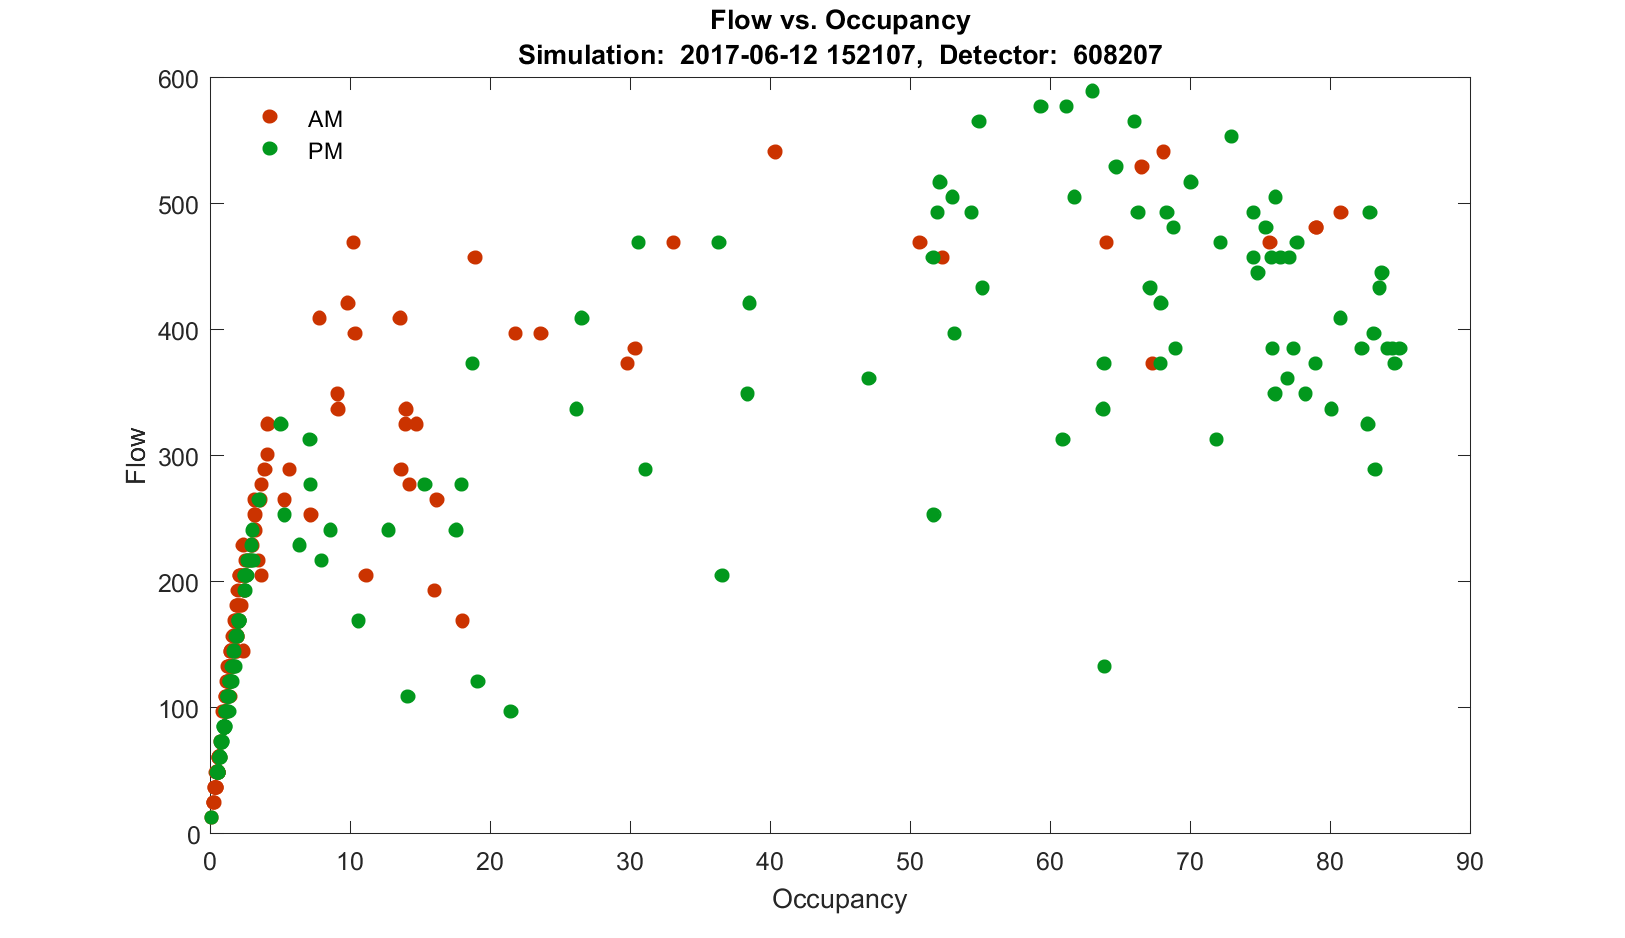 Flow vs. Occupancy
Simulation:  2017-06-12 152107,  Detector:  608207
600
500
400
300
200
100
0
Flow
AM
PM
0 10 20 30 40 50 60 70 80 90
Occupancy